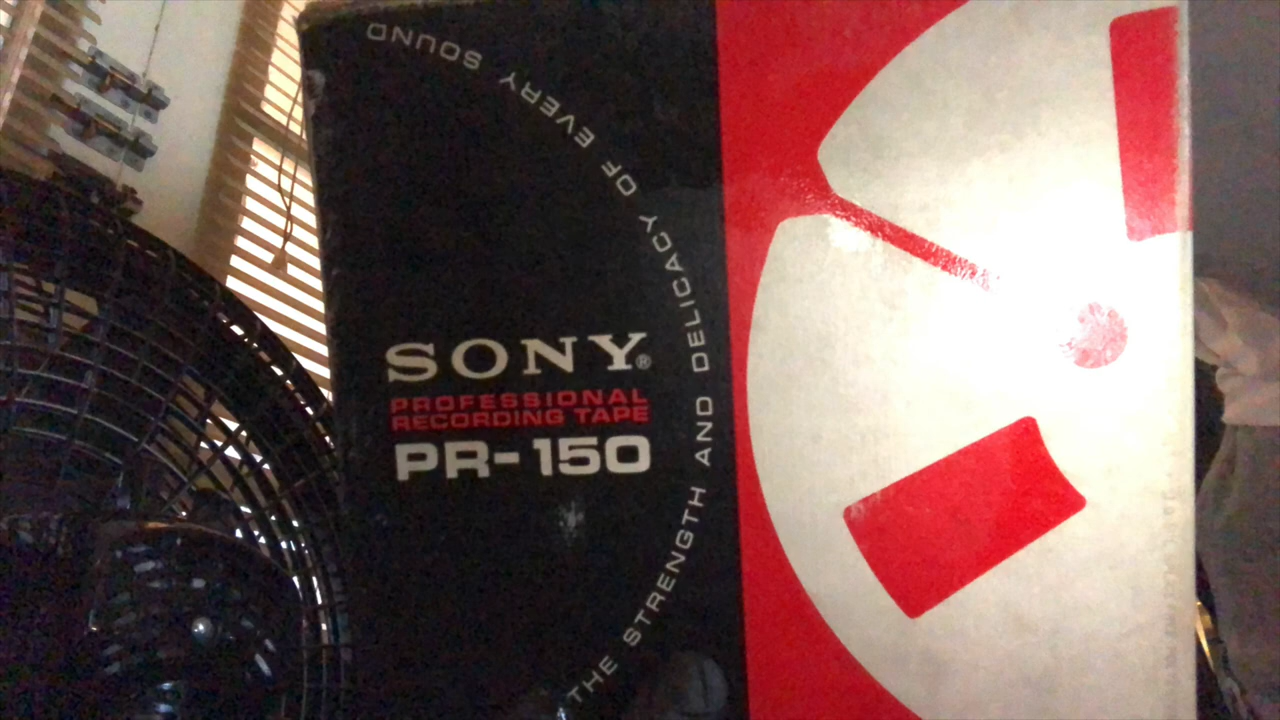 SONY®
PROFESSIONAL
RECORDING TAPE
PR-150
THE STRENGTH AND DELICACY OF EVERY SOUND